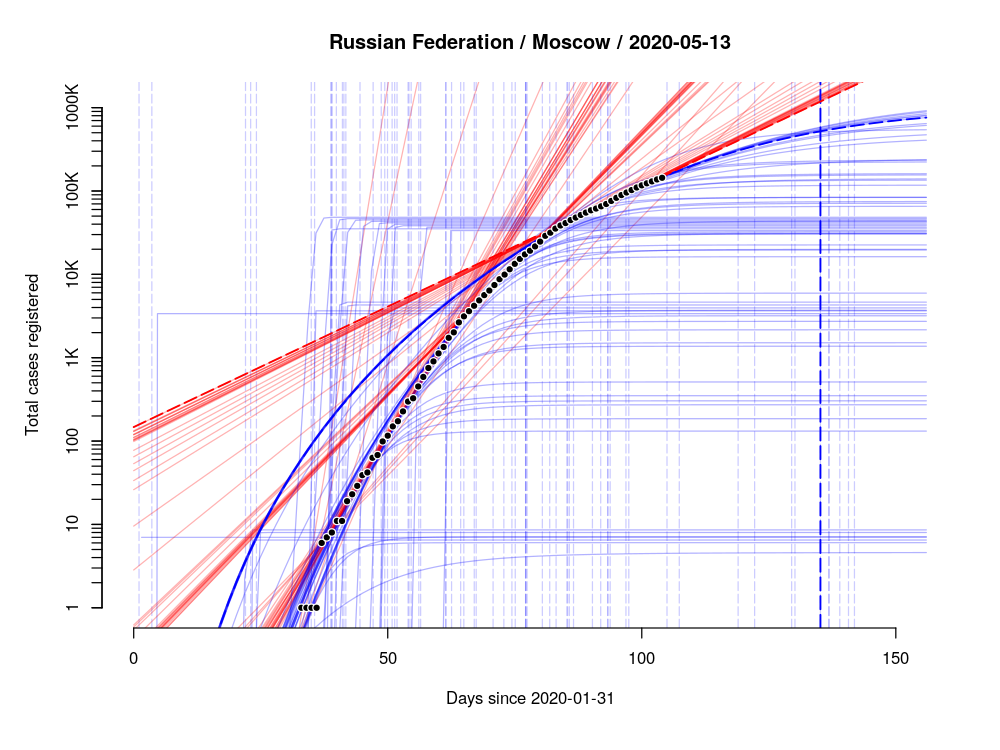 Russian Federation / Moscow / 2020-05-13
Total cases registered
1000K
100K
10K
1K
100
10
1
0
50
100
150
Days since 2020-01-31